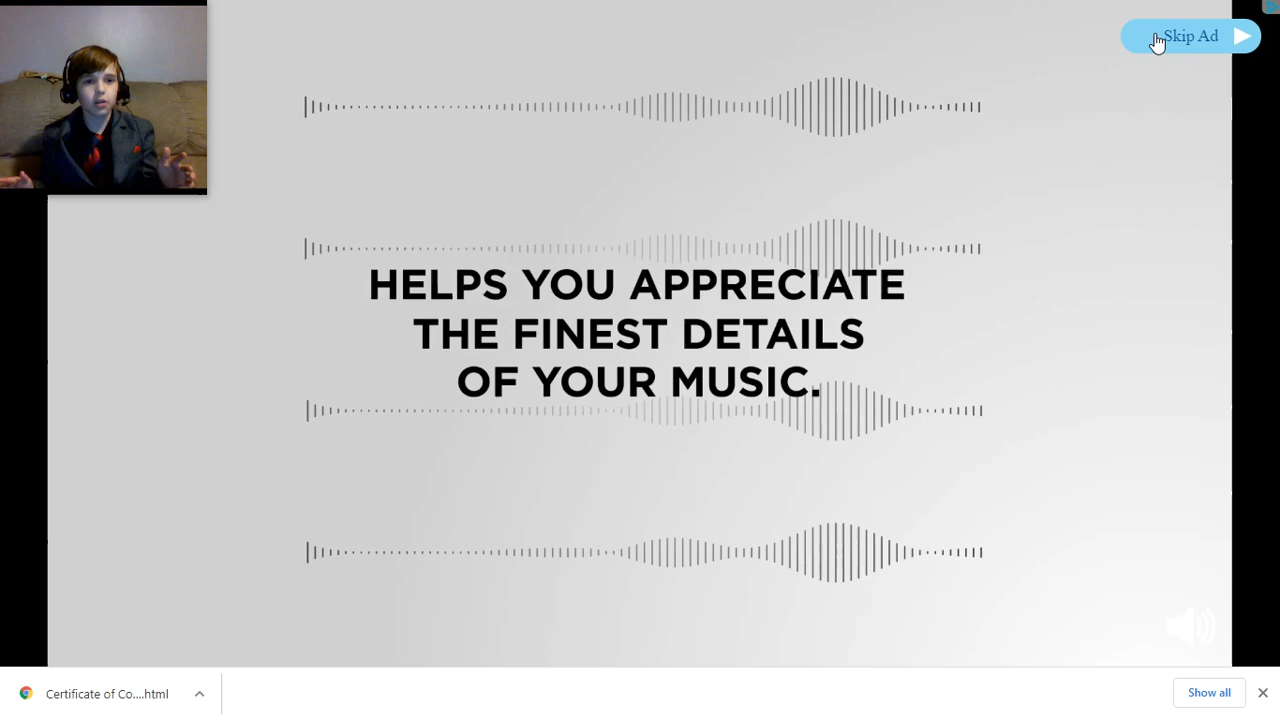 Skip Ad
HELPS YOU APPRECIATE
THE FINEST DETAILS
OF YOUR MUSIC.
Certificate of Co....html
Show all